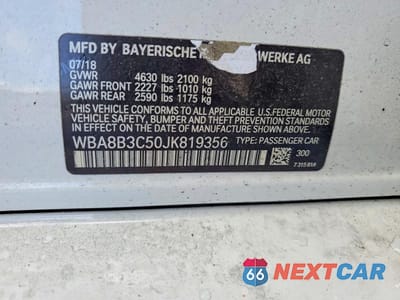 MFD BY BAYERISCHE WERKE AG
07/18
GVWR 4630 lbs 2100 kg
GAWR FRONT 2227 lbs 1010 kg
GAWR REAR 2590 lbs 1175 kg
THIS VEHICLE CONFORMS TO ALL APPLICABLE U.S.FEDERAL MOTOR
VEHICLE SAFETY, BUMPER, AND THEFT PREVENTION STANDARDS
IN EFFECT ON THE DATE OF MANUFACTURE SHOWN ABOVE.
WBA8B3C50JK819356 TYPE: PASSENGER CAR
300
7315814
66 NEXTCAR